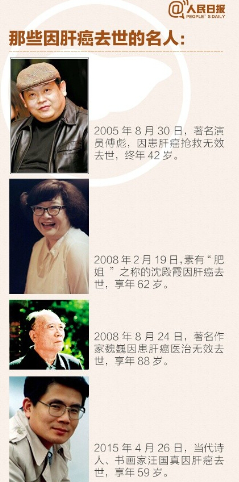 @人民日报
PEOPLE'S DAILY
那些因肝癌去世的名人:
2005 年 8 月 30 日，著名演
员傅彪，因患肝癌抢救无效
去世，终年 42 岁。
2008 年 2 月 19 日,素有“肥
姐 ”之称的沈殿霞因肝癌去
世，享年 62 岁。
2008 年 8 月 24 日，著名作
家魏巍因患肝癌医治无效去
世，享年 88 岁。
2015 年 4 月 26 日，当代诗
人、书画家汪国真因肝癌去
世，享年 59 岁。